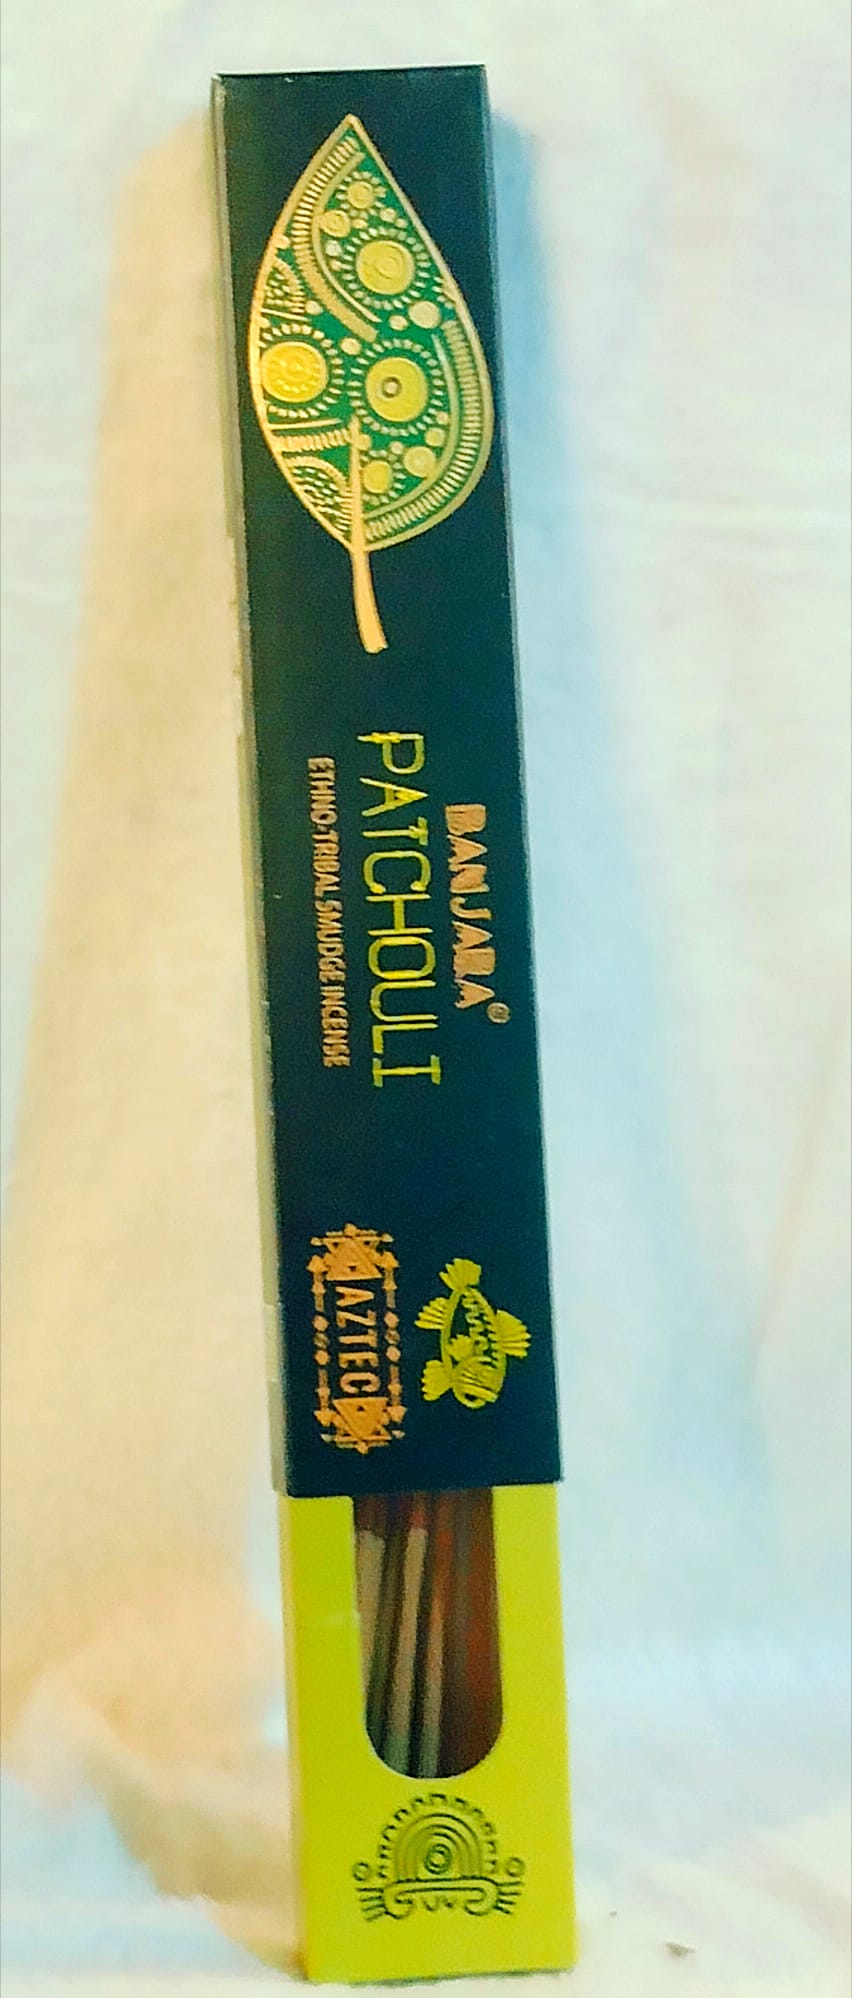 BANJARA®
PATCHOULI
ETHNO-TRIBAL SMUDGE INCENSE
AZTEC